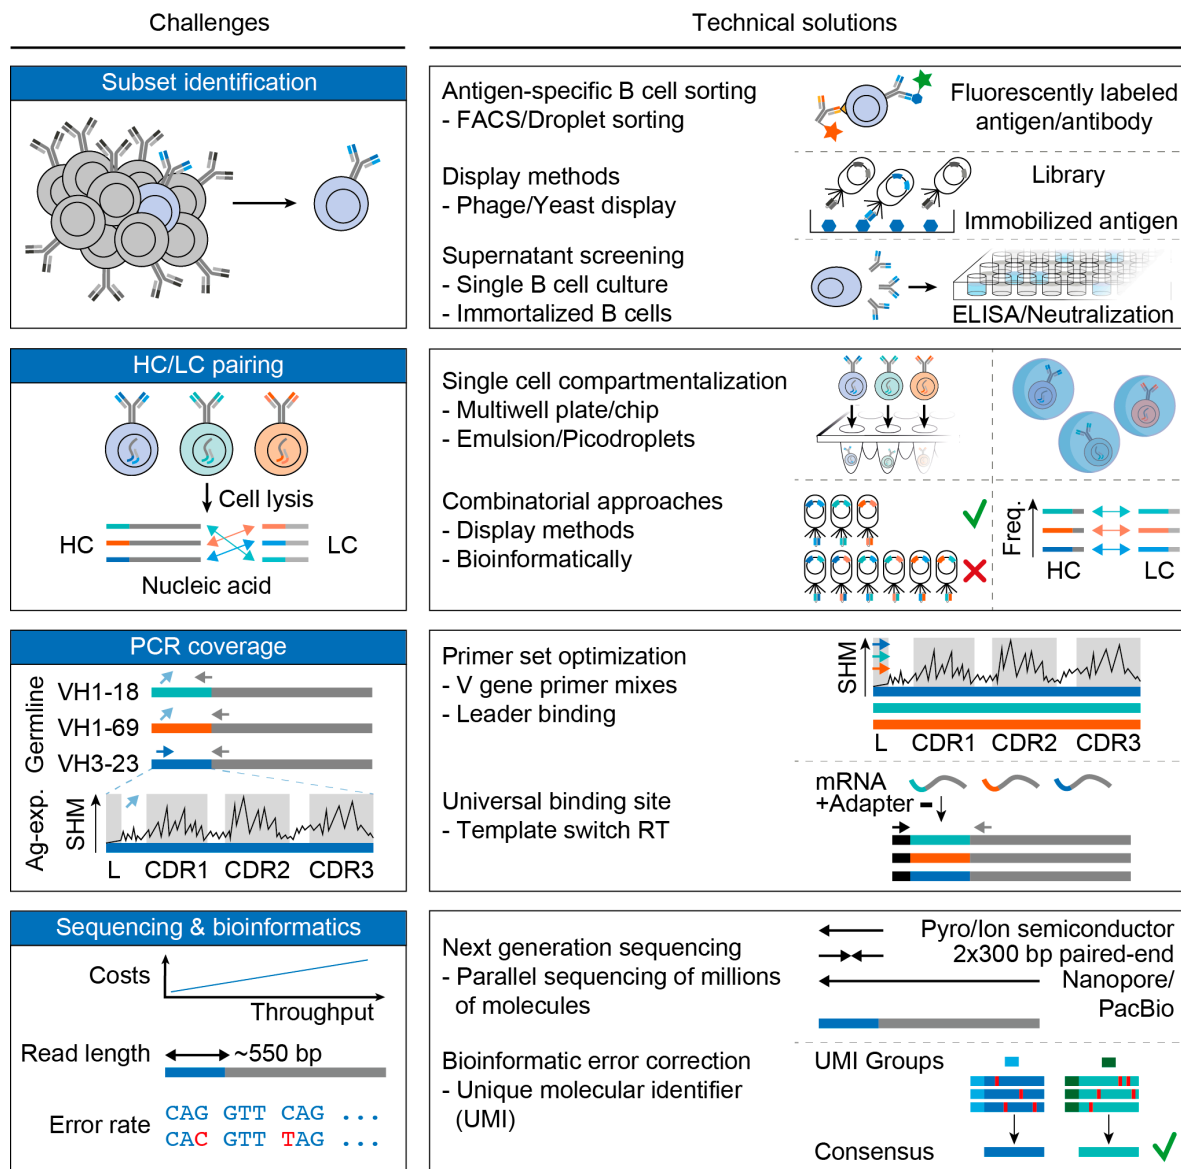 Challenges
Technical solutions
Subset identification
Antigen-specific B cell sorting
- FACS/Droplet sorting
Fluorescently labeled
antigen/antibody
Display methods
- Phage/Yeast display
Library
Immobilized antigen
Supernatant screening
- Single B cell culture
- Immortalized B cells
ELISA/Neutralization
HC/LC pairing
Cell lysis
HC
LC
Nucleic acid
Single cell compartmentalization
- Multiwell plate/chip
- Emulsion/Picodroplets
Combinatorial approaches
- Display methods
- Bioinformatically
Freq.
HC
LC
PCR coverage
Germline
VH1-18
VH1-69
VH3-23
Ag-exp.
SHM
L CDR1 CDR2 CDR3
Primer set optimization
- V gene primer mixes
- Leader binding
SHM
L CDR1 CDR2 CDR3
Universal binding site
- Template switch RT
mRNA
+Adapter
Sequencing & bioinformatics
Costs
Throughput
Read length
~550 bp
Error rate
CAG GTT CAG ...
CAC GTT TAG ...
Next generation sequencing
- Parallel sequencing of millions
of molecules
Pyro/Ion semiconductor
2x300 bp paired-end
Nanopore/
PacBio
Bioinformatic error correction
- Unique molecular identifier
(UMI)
UMI Groups
Consensus